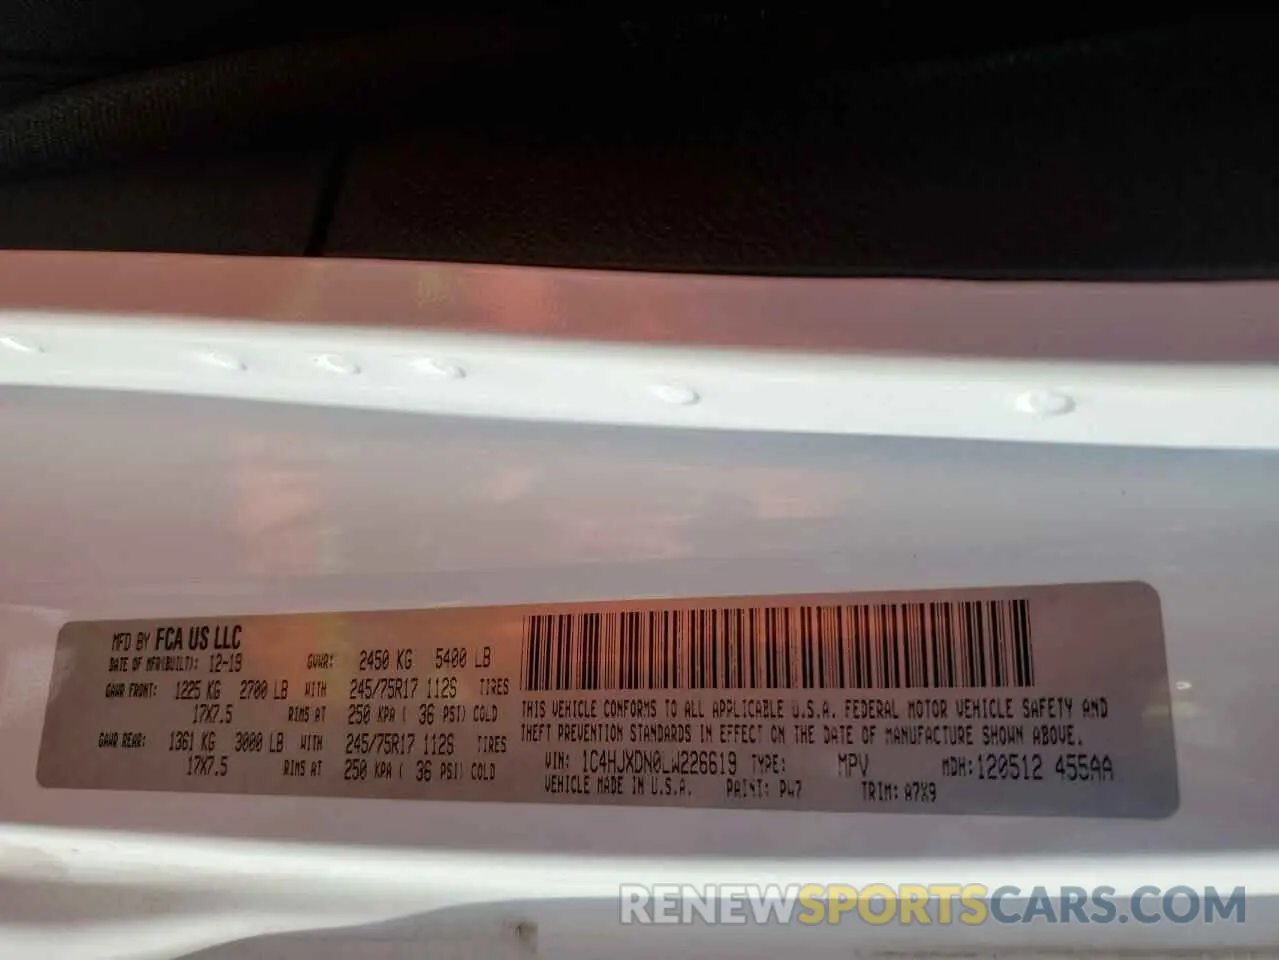 MFD BY FCA US LLC
DATE OF MFR(BUILT): 12-19 GVWR: 2450 KG 5400 LB
GAWR FRONT: 1225 KG 2700 LB WITH 245/75R17 112S TIRES
17X7.5 RIMS AT 250 KPA ( 36 PSI) COLD
GAWR REAR: 1361 KG 3000 LB WITH 245/75R17 112S TIRES
17X7.5 RIMS AT 250 KPA ( 36 PSI) COLD
THIS VEHICLE CONFORMS TO ALL APPLICABLE U.S.A. FEDERAL MOTOR VEHICLE SAFETY AND
THEFT PREVENTION STANDARDS IN EFFECT ON THE DATE OF MANUFACTURE SHOWN ABOVE.
VIN: 1C4HJXDN0LW226619 TYPE: MPV MDH: 120512 455AA
VEHICLE MADE IN U.S.A. PAINT: PW7 TRIM: A7X9
RENEWSPORTSCARS.COM